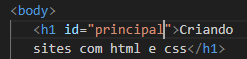 <body>
<h1 id="principal">Criando
sites com html e css</h1>